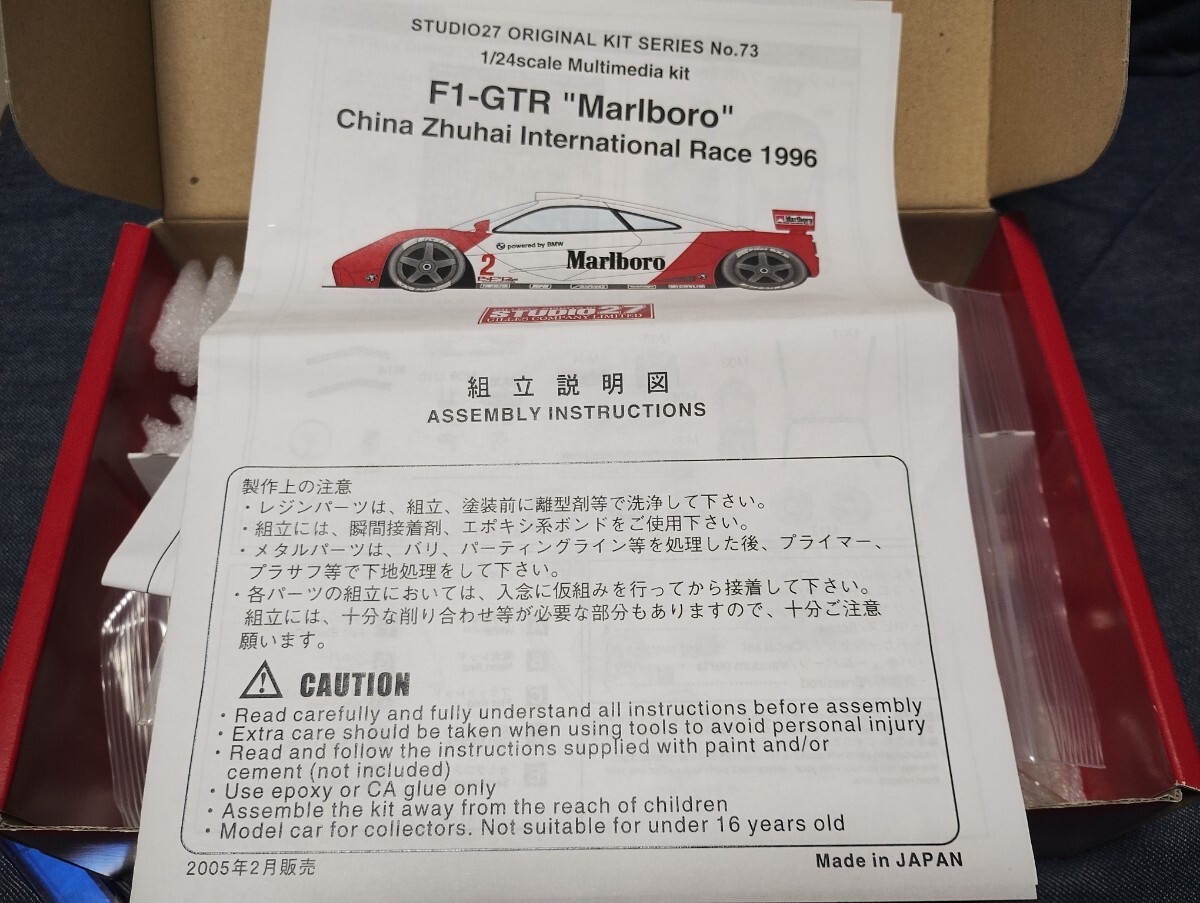 STUDIO27 ORIGINAL KIT SERIES No.73
1/24scale Multimedia kit
F1-GTR "Marlboro"
China Zhuhai International Race 1996
Marlboro
powered by BMW
2
Marlboro
STUDIO27
GILLES COMPANY LIMITED
組立説明図
ASSEMBLY INSTRUCTIONS
製作上の注意
・レジンパーツは、組立、塗装前に離型剤等で洗浄して下さい。
・組立には、瞬間接着剤、エポキシ系ボンドをご使用下さい。
・メタルパーツは、バリ、パーティングライン等を処理した後、プライマー、
プラサフ等で下地処理をして下さい。
・各パーツの組立においては、入念に仮組みを行ってから接着して下さい。
組立には、十分な削り合わせ等が必要な部分もありますので、十分ご注意
願います。
CAUTION
・Read carefully and fully understand all instructions before assembly
・Extra care should be taken when using tools to avoid personal injury
・Read and follow the instructions supplied with paint and/or
cement (not included)
・Use epoxy or CA glue only
・Assemble the kit away from the reach of children
・Model car for collectors. Not suitable for under 16 years old
2005年2月販売
Made in JAPAN